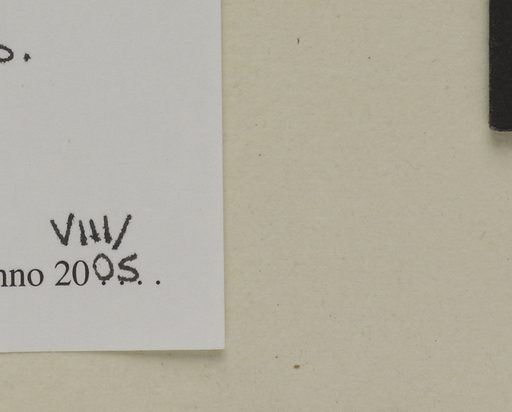 VIII/
nno 2005. .